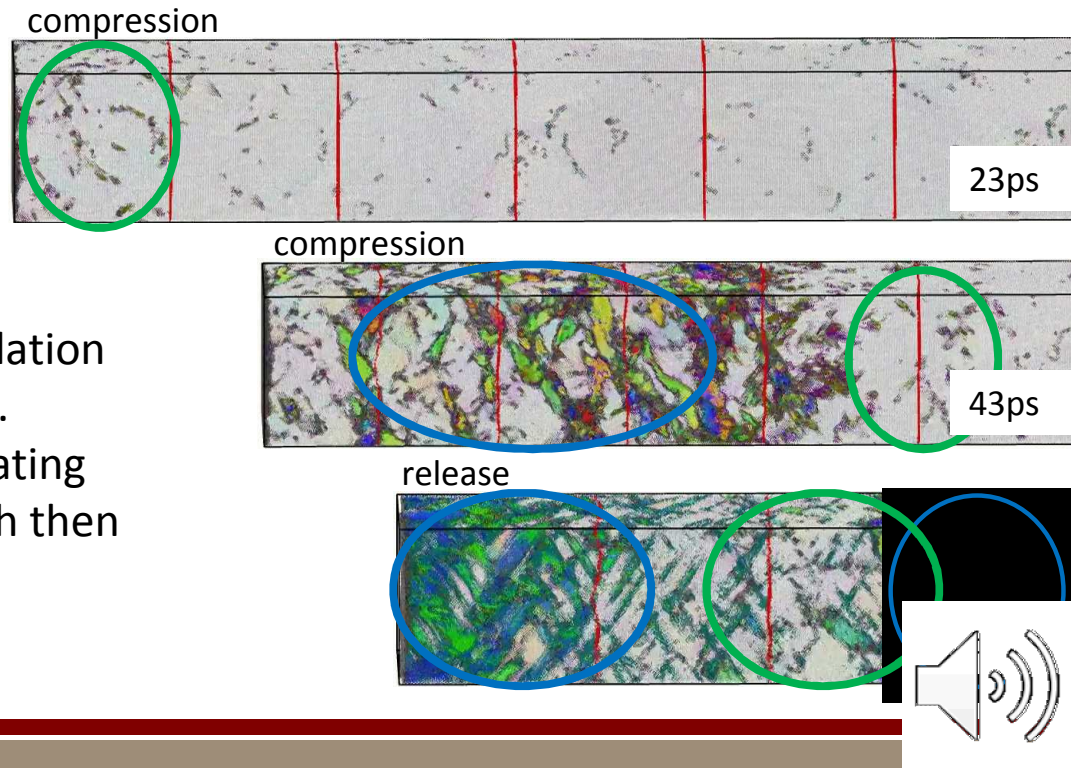 compression
23ps
compression
lation
.
ating
43ps
h then
release